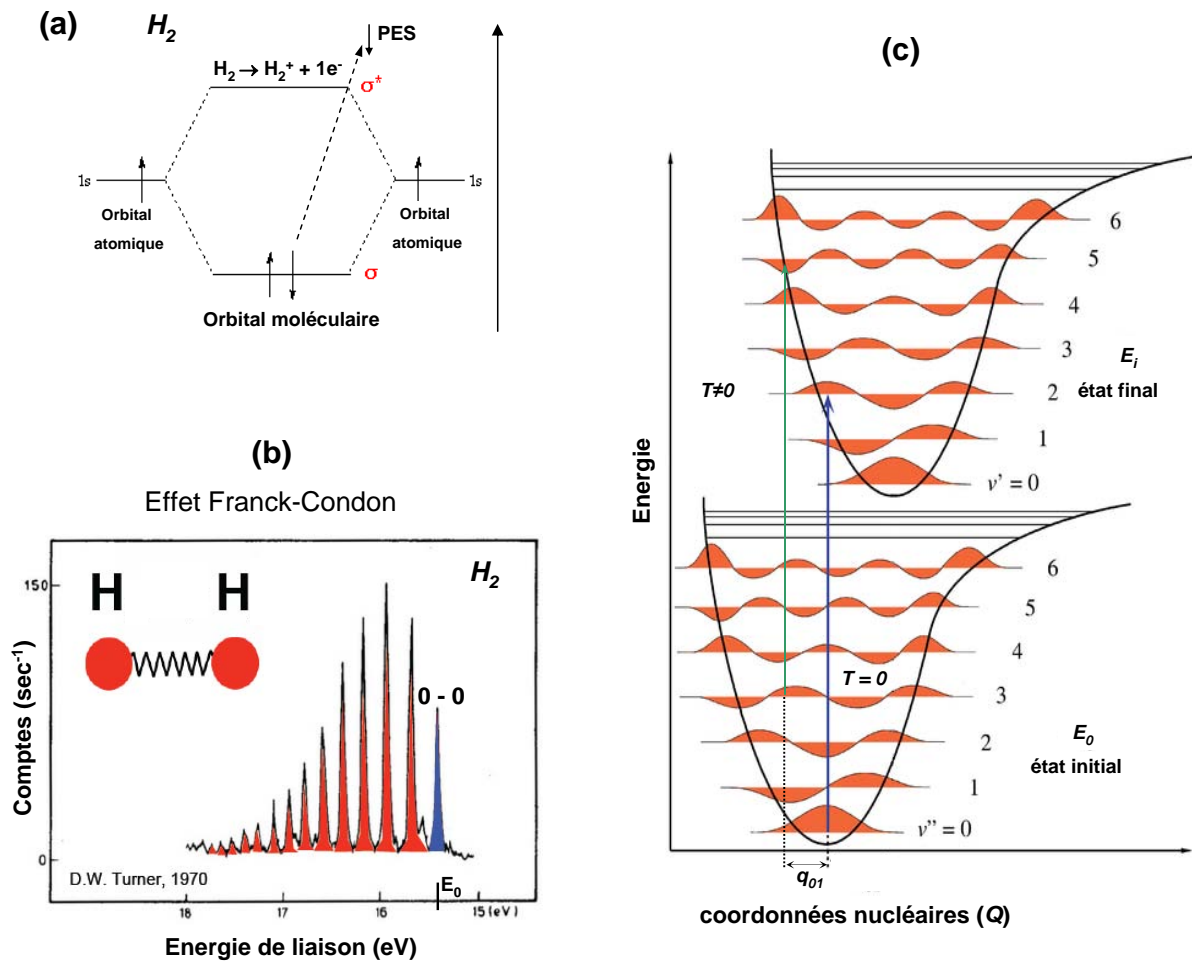 (a)
H2
PES
H2 → H2+ + 1e-
σ*
1s
1s
Orbital
atomique
Orbital
atomique
σ
Orbital moléculaire
(b)
Effet Franck-Condon
H2
150
H H
0 - 0
Comptes (sec-1)
0
D.W. Turner, 1970
E0
18 17 16 15 (eV)
Energie de liaison (eV)
(c)
6
5
4
3
Ei
T≠0
2
état final
1
v' = 0
Energie
6
5
4
T = 0
3
E0
2
état initial
1
v'' = 0
q01
coordonnées nucléaires (Q)